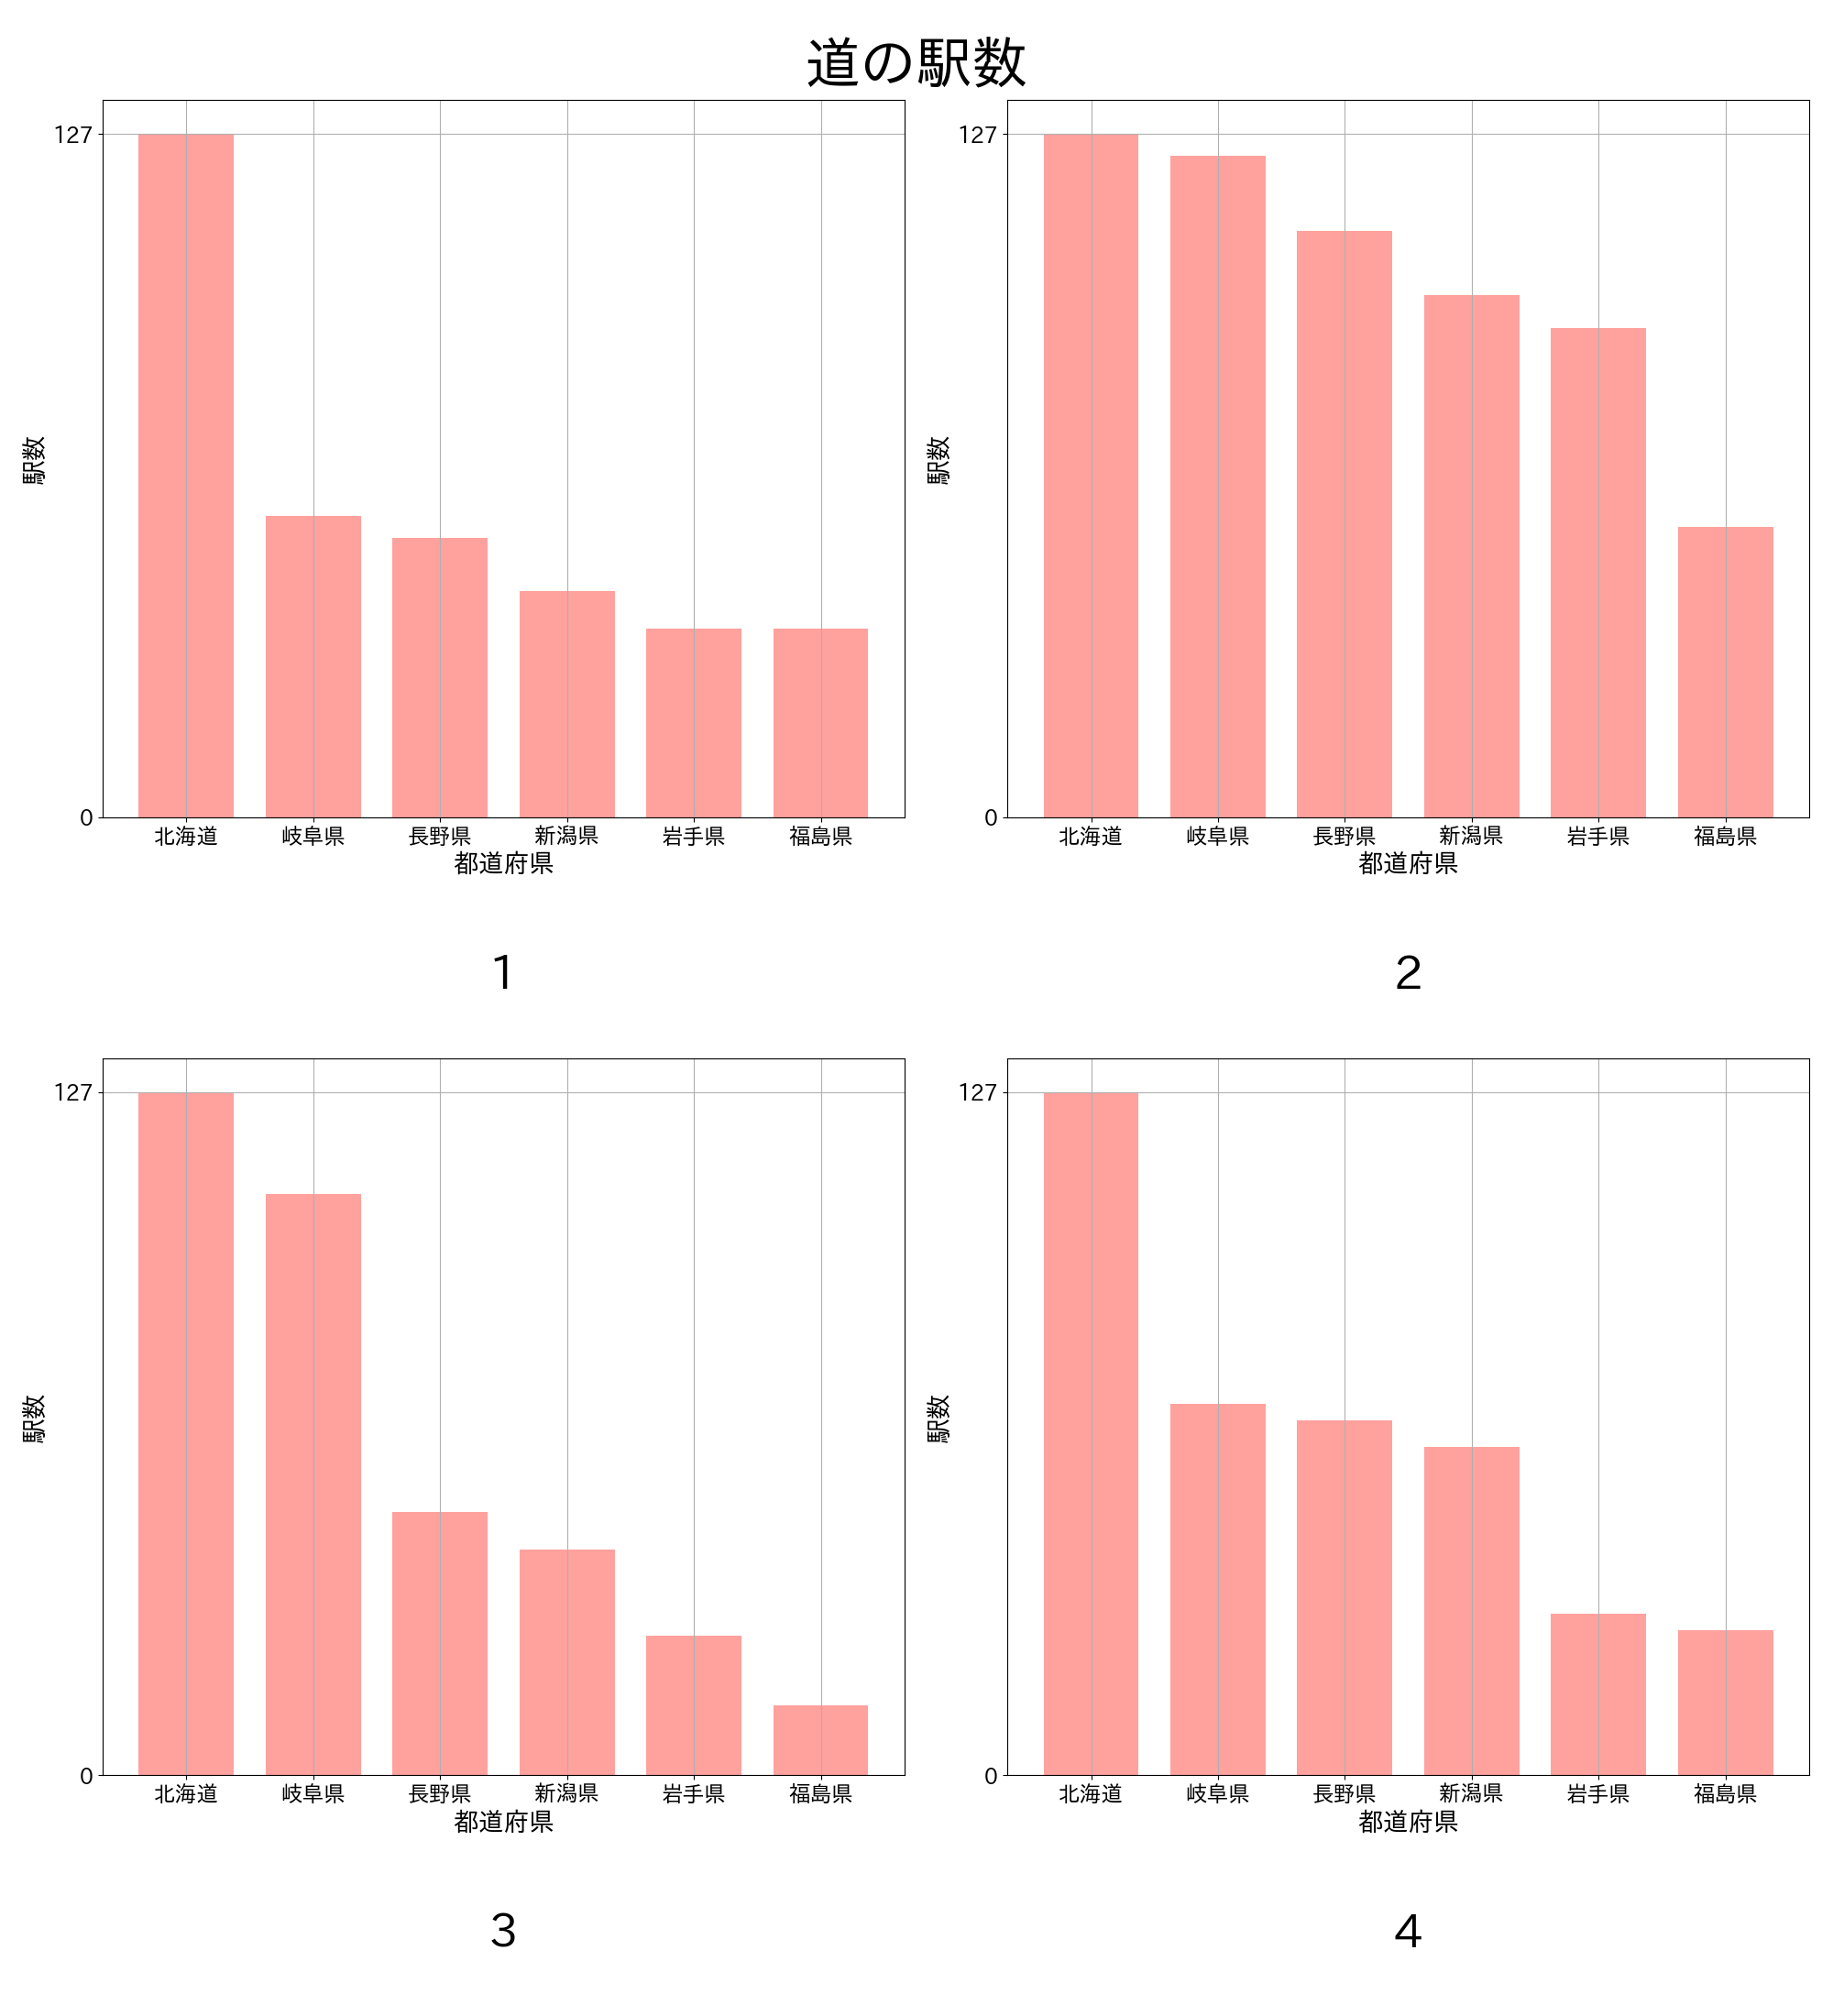 道の駅数
127
駅数
0
北海道 岐阜県 長野県 新潟県 岩手県 福島県
都道府県
1
127
駅数
0
北海道 岐阜県 長野県 新潟県 岩手県 福島県
都道府県
2
127
駅数
0
北海道 岐阜県 長野県 新潟県 岩手県 福島県
都道府県
3
127
駅数
0
北海道 岐阜県 長野県 新潟県 岩手県 福島県
都道府県
4